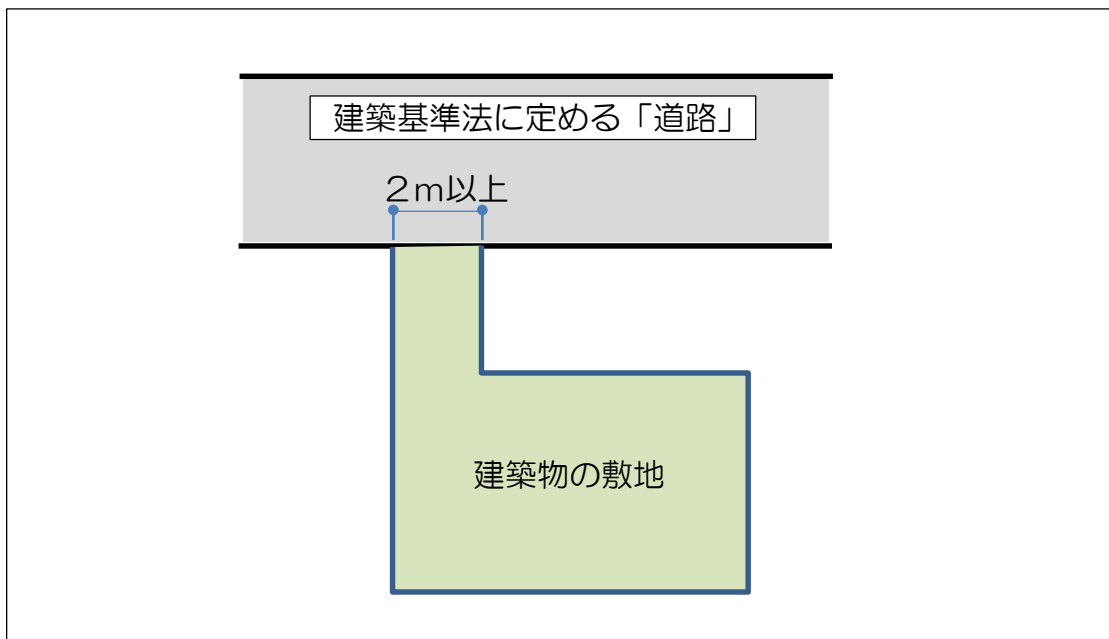 建築基準法に定める「道路」
２ｍ以上
建築物の敷地